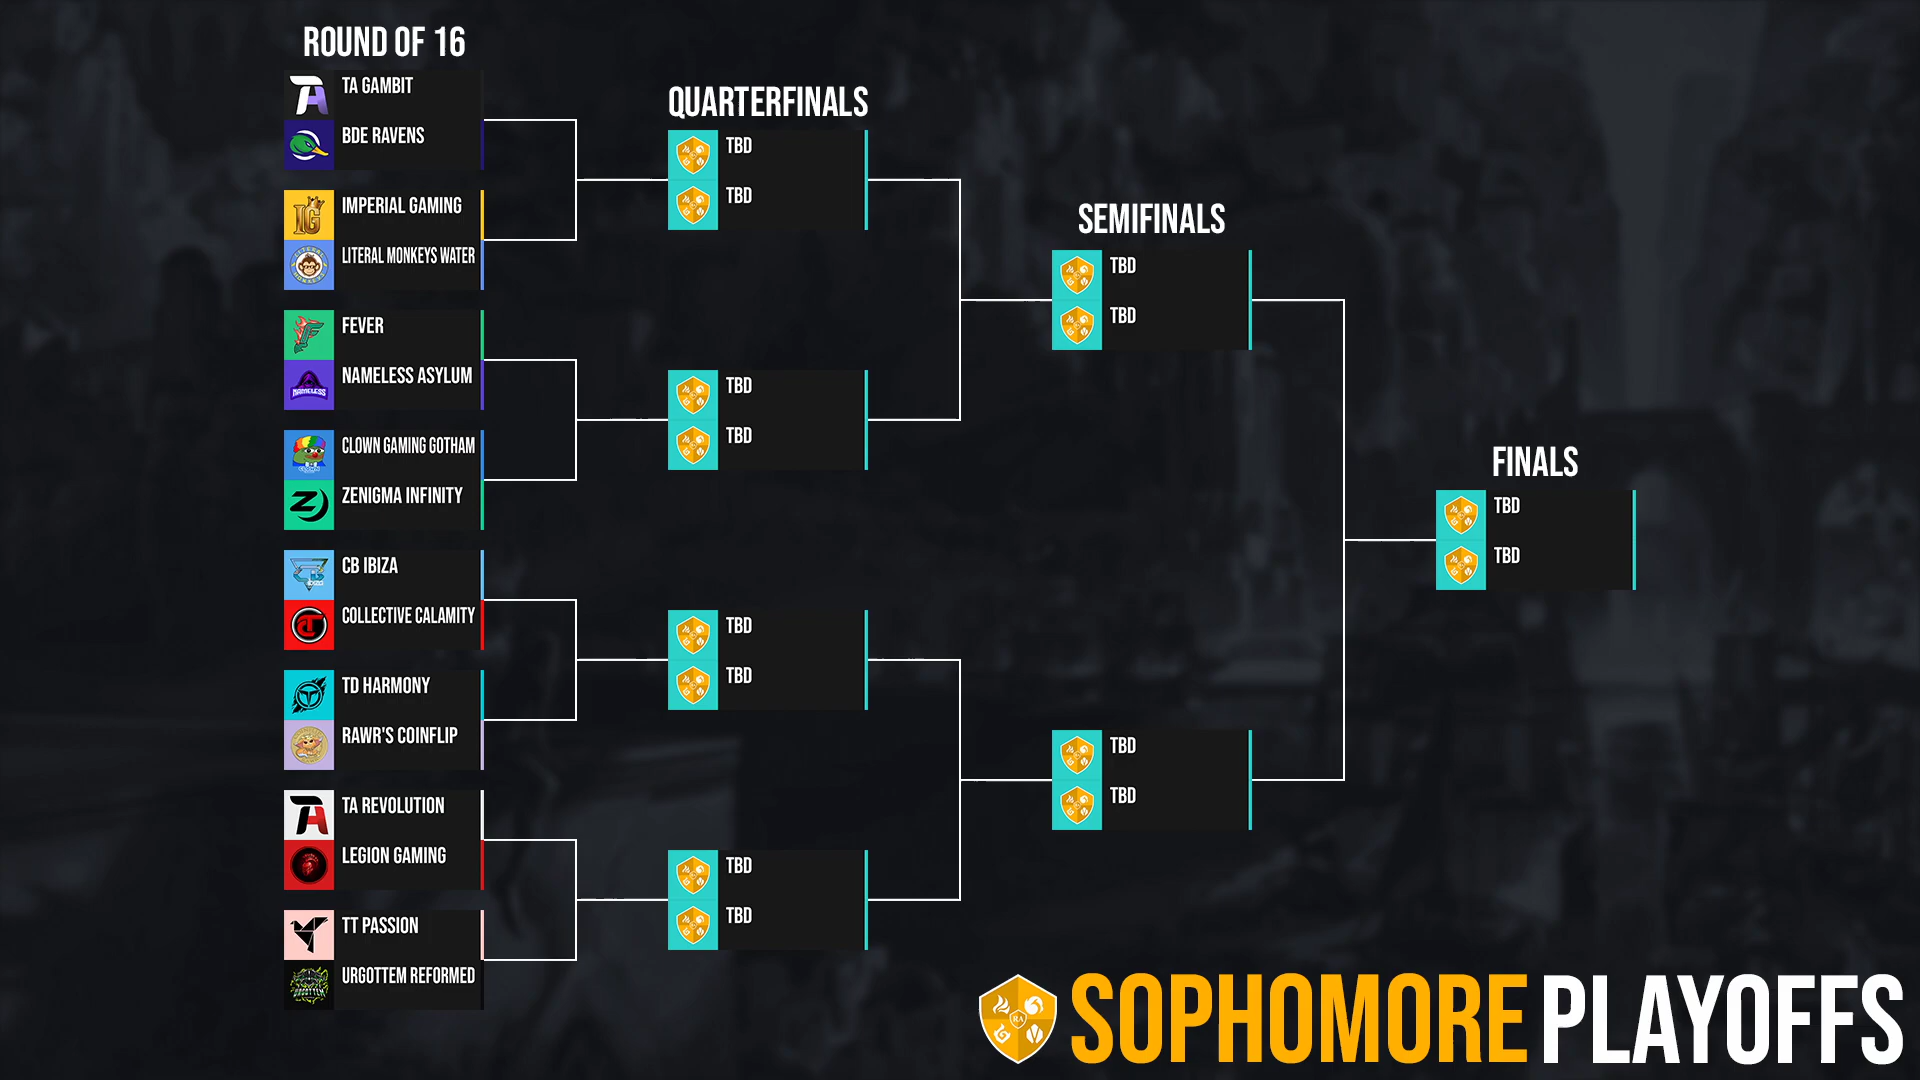 ROUND OF 16
TA GAMBIT
BDE RAVENS
IMPERIAL GAMING
LITERAL MONKEYS WATER
FEVER
NAMELESS ASYLUM
NAMELESS
CLOWN GAMING GOTHAM
ZENIGMA INFINITY
CB IBIZA
COLLECTIVE CALAMITY
TD HARMONY
RAWR'S COINFLIP
TA REVOLUTION
LEGION GAMING
TT PASSION
URGOTTEM REFORMED
QUARTERFINALS
TBD
TBD
TBD
TBD
TBD
TBD
TBD
TBD
SEMIFINALS
TBD
TBD
TBD
TBD
FINALS
TBD
TBD
RA
SOPHOMORE PLAYOFFS